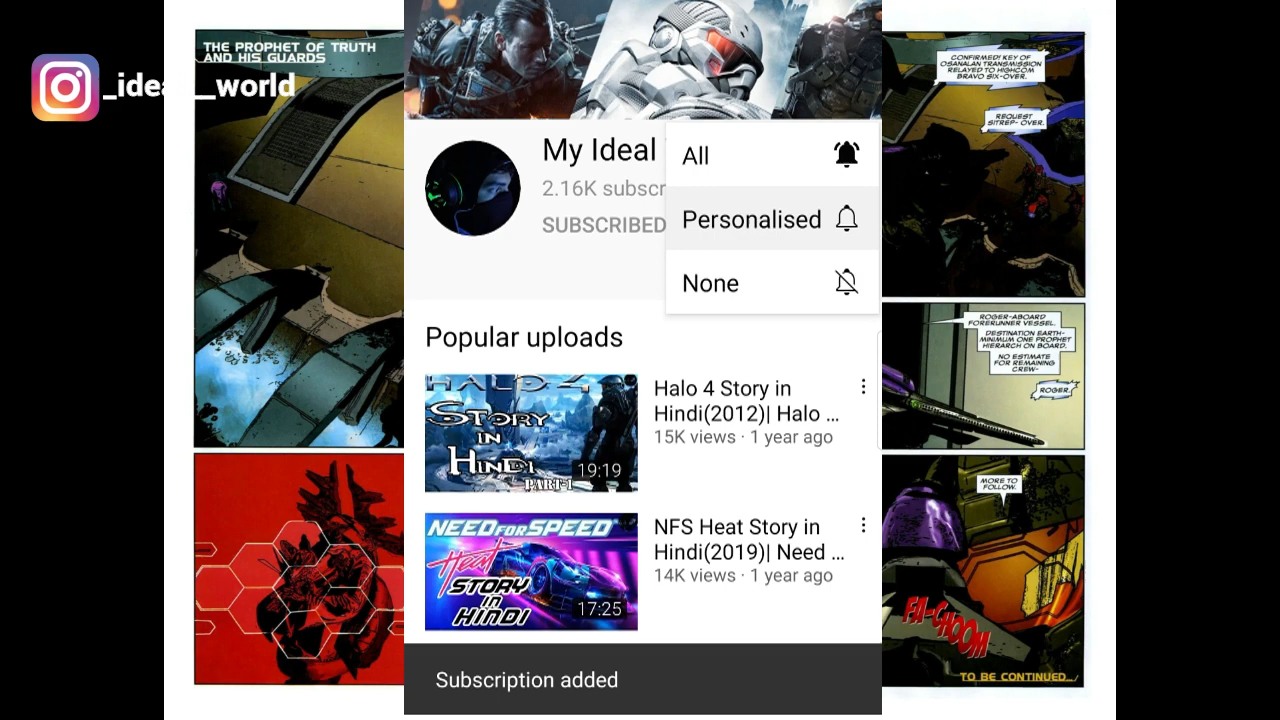 THE PROPHET OF TRUTH
AND HIS GUARDS
_world
My Ideal
2.16K subscr
SUBSCRIBED
All
Personalised
None
Popular uploads
HALO 4
STORY
IN
HINDI
PART-1
19:19
Halo 4 Story in
Hindi(2012)| Halo ...
15K views · 1 year ago
NEED FOR SPEED
Heat
STORY
IN
HINDI
17:25
NFS Heat Story in
Hindi(2019)| Need ...
14K views · 1 year ago
Subscription added
CONFIRMED! KEY OF
OSANALAN TRANSMISSION
RELAYED TO HIGHCOM
BRAVO SIX-OVER.
REQUEST
SITREP- OVER.
ROGER-ABOARD
FORERUNNER VESSEL.
DESTINATION EARTH-
MINIMUM ONE PROPHET
HIERARCH ON BOARD.
NO ESTIMATE
FOR REMAINING
CREW-
ROGER.
MORE TO
FOLLOW.
FA-CHOOM
TO BE CONTINUED...